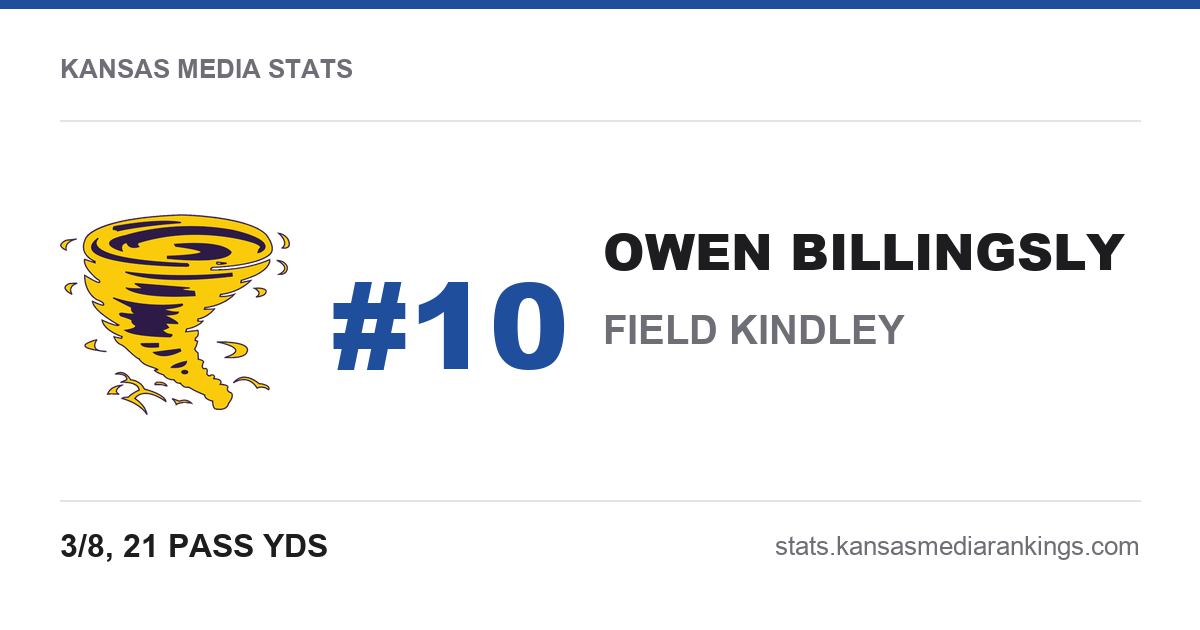 KANSAS MEDIA STATS
#10
OWEN BILLINGSLY
FIELD KINDLEY
3/8, 21 PASS YDS
stats.kansasmediarankings.com